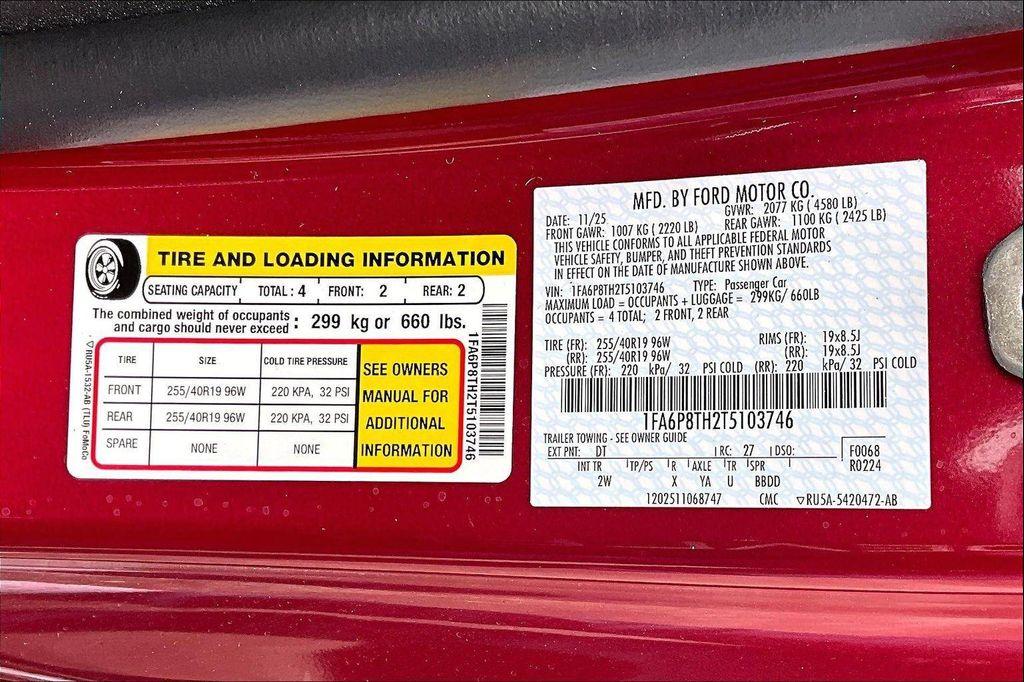 TIRE AND LOADING INFORMATION
SEATING CAPACITY TOTAL : 4 FRONT: 2 REAR: 2
The combined weight of occupants and cargo should never exceed : 299 kg or 660 lbs.
TIRE SIZE COLD TIRE PRESSURE
FRONT 255/40R19 96W 220 KPA, 32 PSI
REAR 255/40R19 96W 220 KPA, 32 PSI
SPARE NONE NONE
SEE OWNERS
MANUAL FOR
ADDITIONAL
INFORMATION
▽RU5A-1532-AB (TLU) FoMoCo
1FA6P8TH2T5103746
MFD. BY FORD MOTOR CO.
DATE: 11/25 GVWR: 2077 KG ( 4580 LB)
FRONT GAWR: 1007 KG ( 2220 LB) REAR GAWR: 1100 KG ( 2425 LB)
THIS VEHICLE CONFORMS TO ALL APPLICABLE FEDERAL MOTOR
VEHICLE SAFETY, BUMPER, AND THEFT PREVENTION STANDARDS
IN EFFECT ON THE DATE OF MANUFACTURE SHOWN ABOVE.
VIN: 1FA6P8TH2T5103746 TYPE: Passenger Car
MAXIMUM LOAD = OCCUPANTS + LUGGAGE = 299KG/ 660LB
OCCUPANTS = 4 TOTAL; 2 FRONT, 2 REAR
TIRE (FR): 255/40R19 96W RIMS (FR): 19x8.5J
(RR): 255/40R19 96W (RR): 19x8.5J
PRESSURE (FR): 220 kPa/ 32 PSI COLD (RR): 220 kPa/ 32 PSI COLD
1FA6P8TH2T5103746
TRAILER TOWING - SEE OWNER GUIDE
EXT PNT: DT RC: 27 DSO: F0068
R0224
INT TR TP/PS R AXLE TR SPR
2W X YA U BBDD
1202511068747 CMC ▽RU5A-5420472-AB